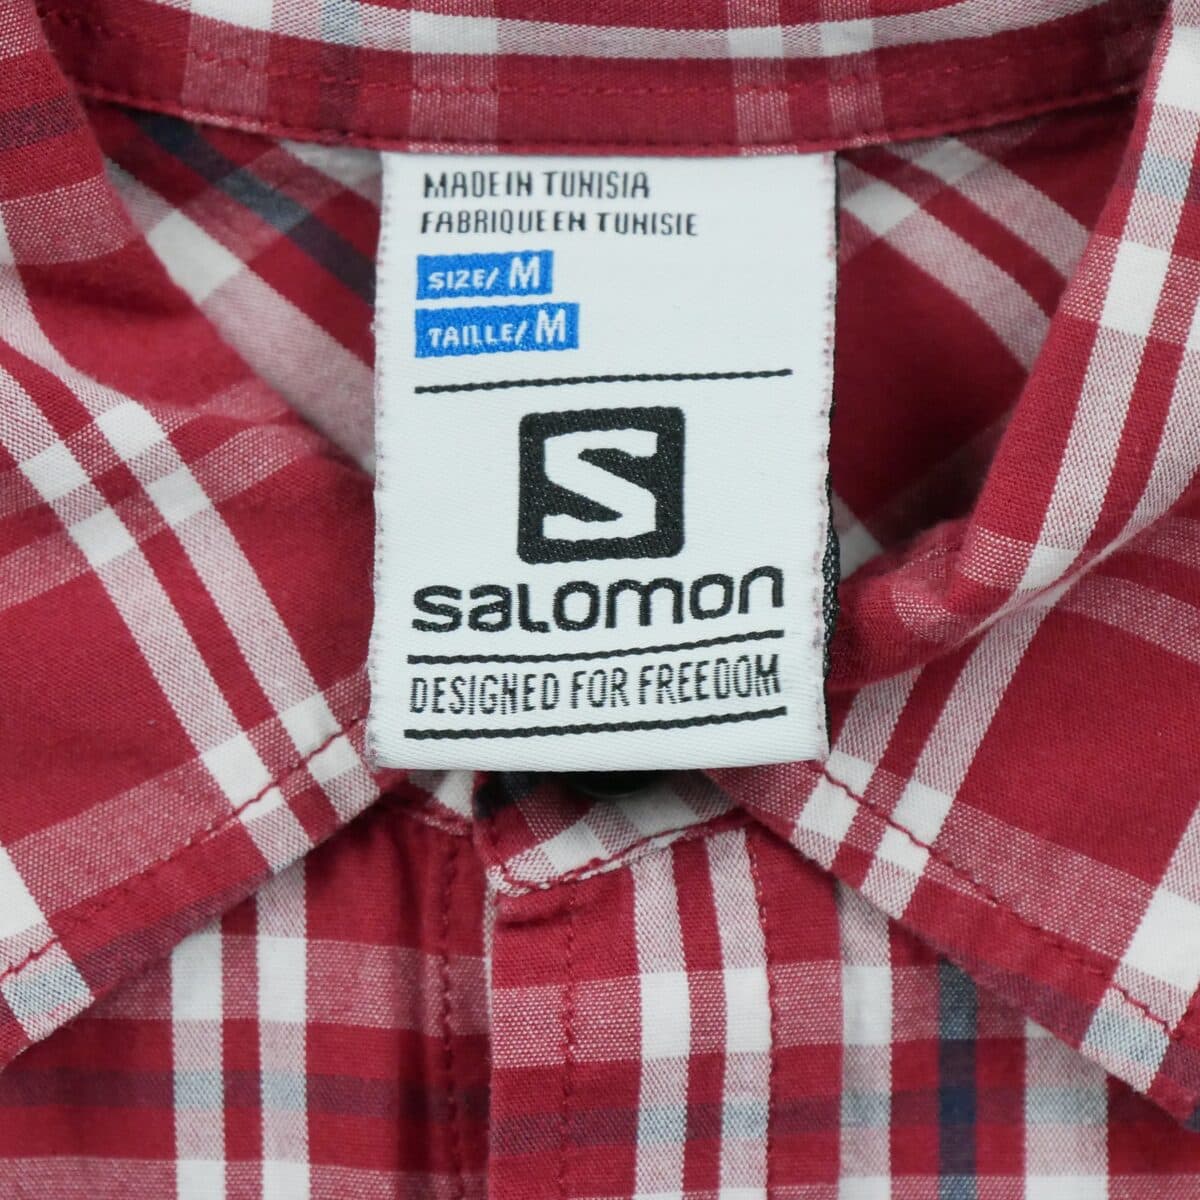 MADE IN TUNISIA
FABRIQUE EN TUNISIE
SIZE/ M
TAILLE/ M
S
SALOMON
DESIGNED FOR FREEDOM